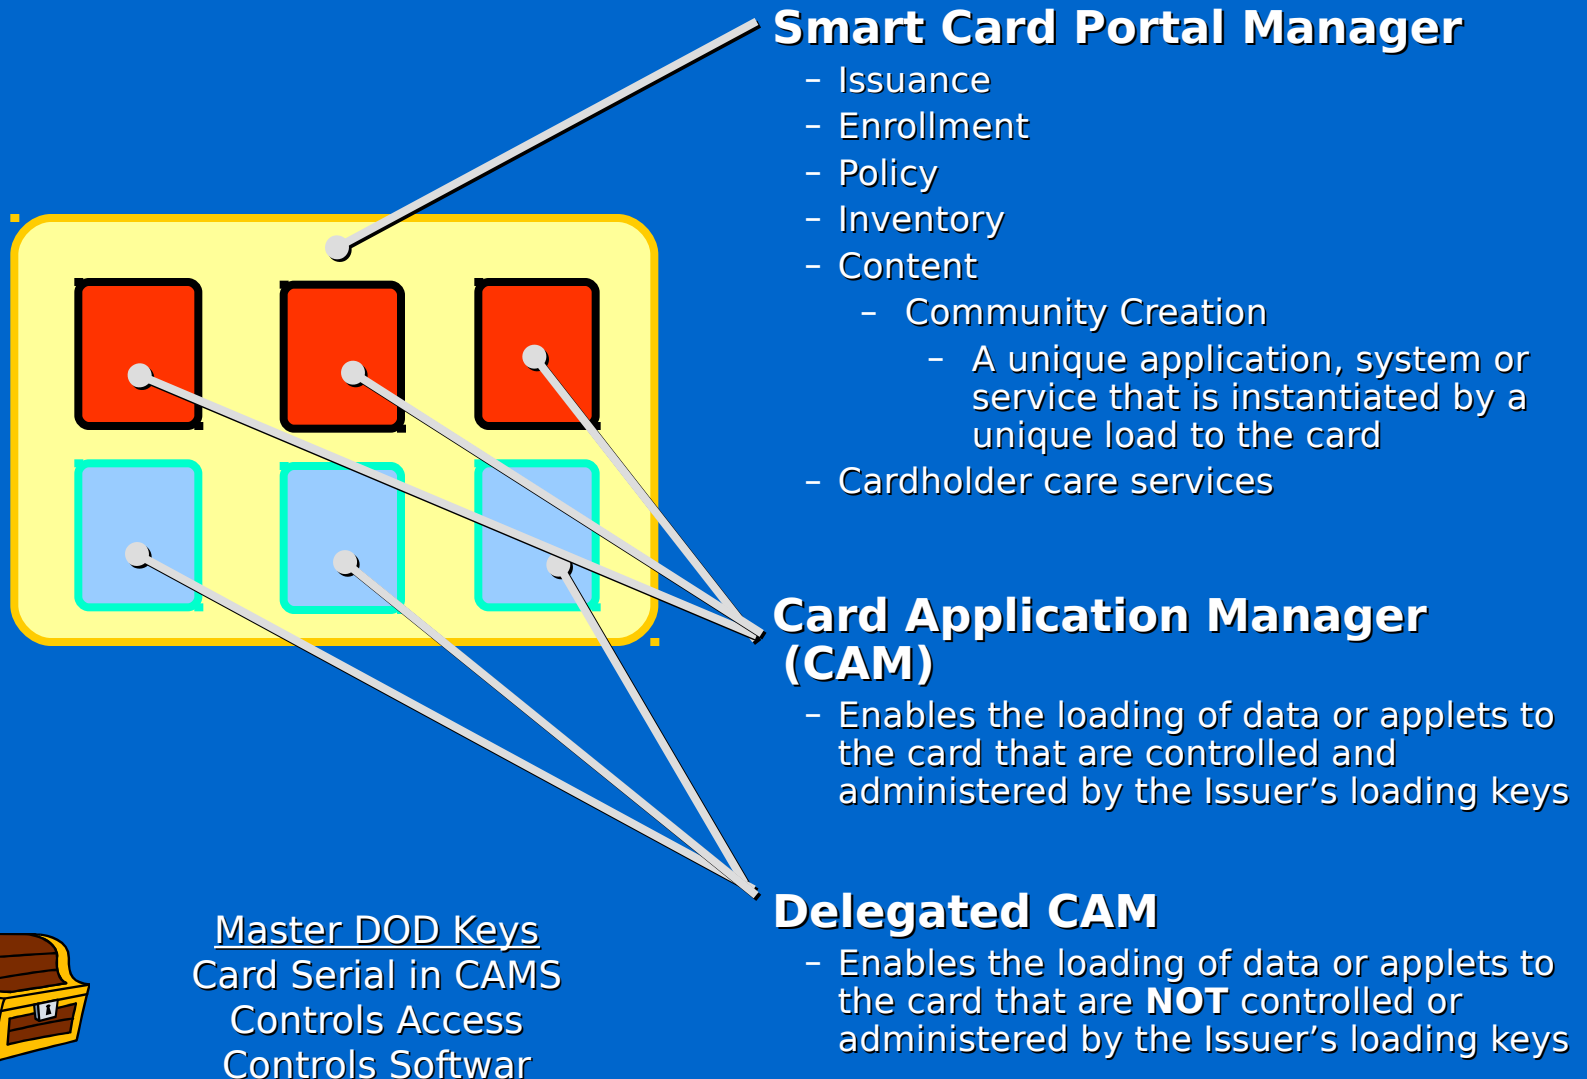 Smart Card Portal Manager
– Issuance
– Enrollment
– Policy
– Inventory
– Content
– Community Creation
– A unique application, system or
service that is instantiated by a
unique load to the card
– Cardholder care services
Card Application Manager
(CAM)
– Enables the loading of data or applets to
the card that are controlled and
administered by the Issuer’s loading keys
Delegated CAM
– Enables the loading of data or applets to
the card that are NOT controlled or
administered by the Issuer’s loading keys
Master DOD Keys
Card Serial in CAMS
Controls Access
Controls Softwar